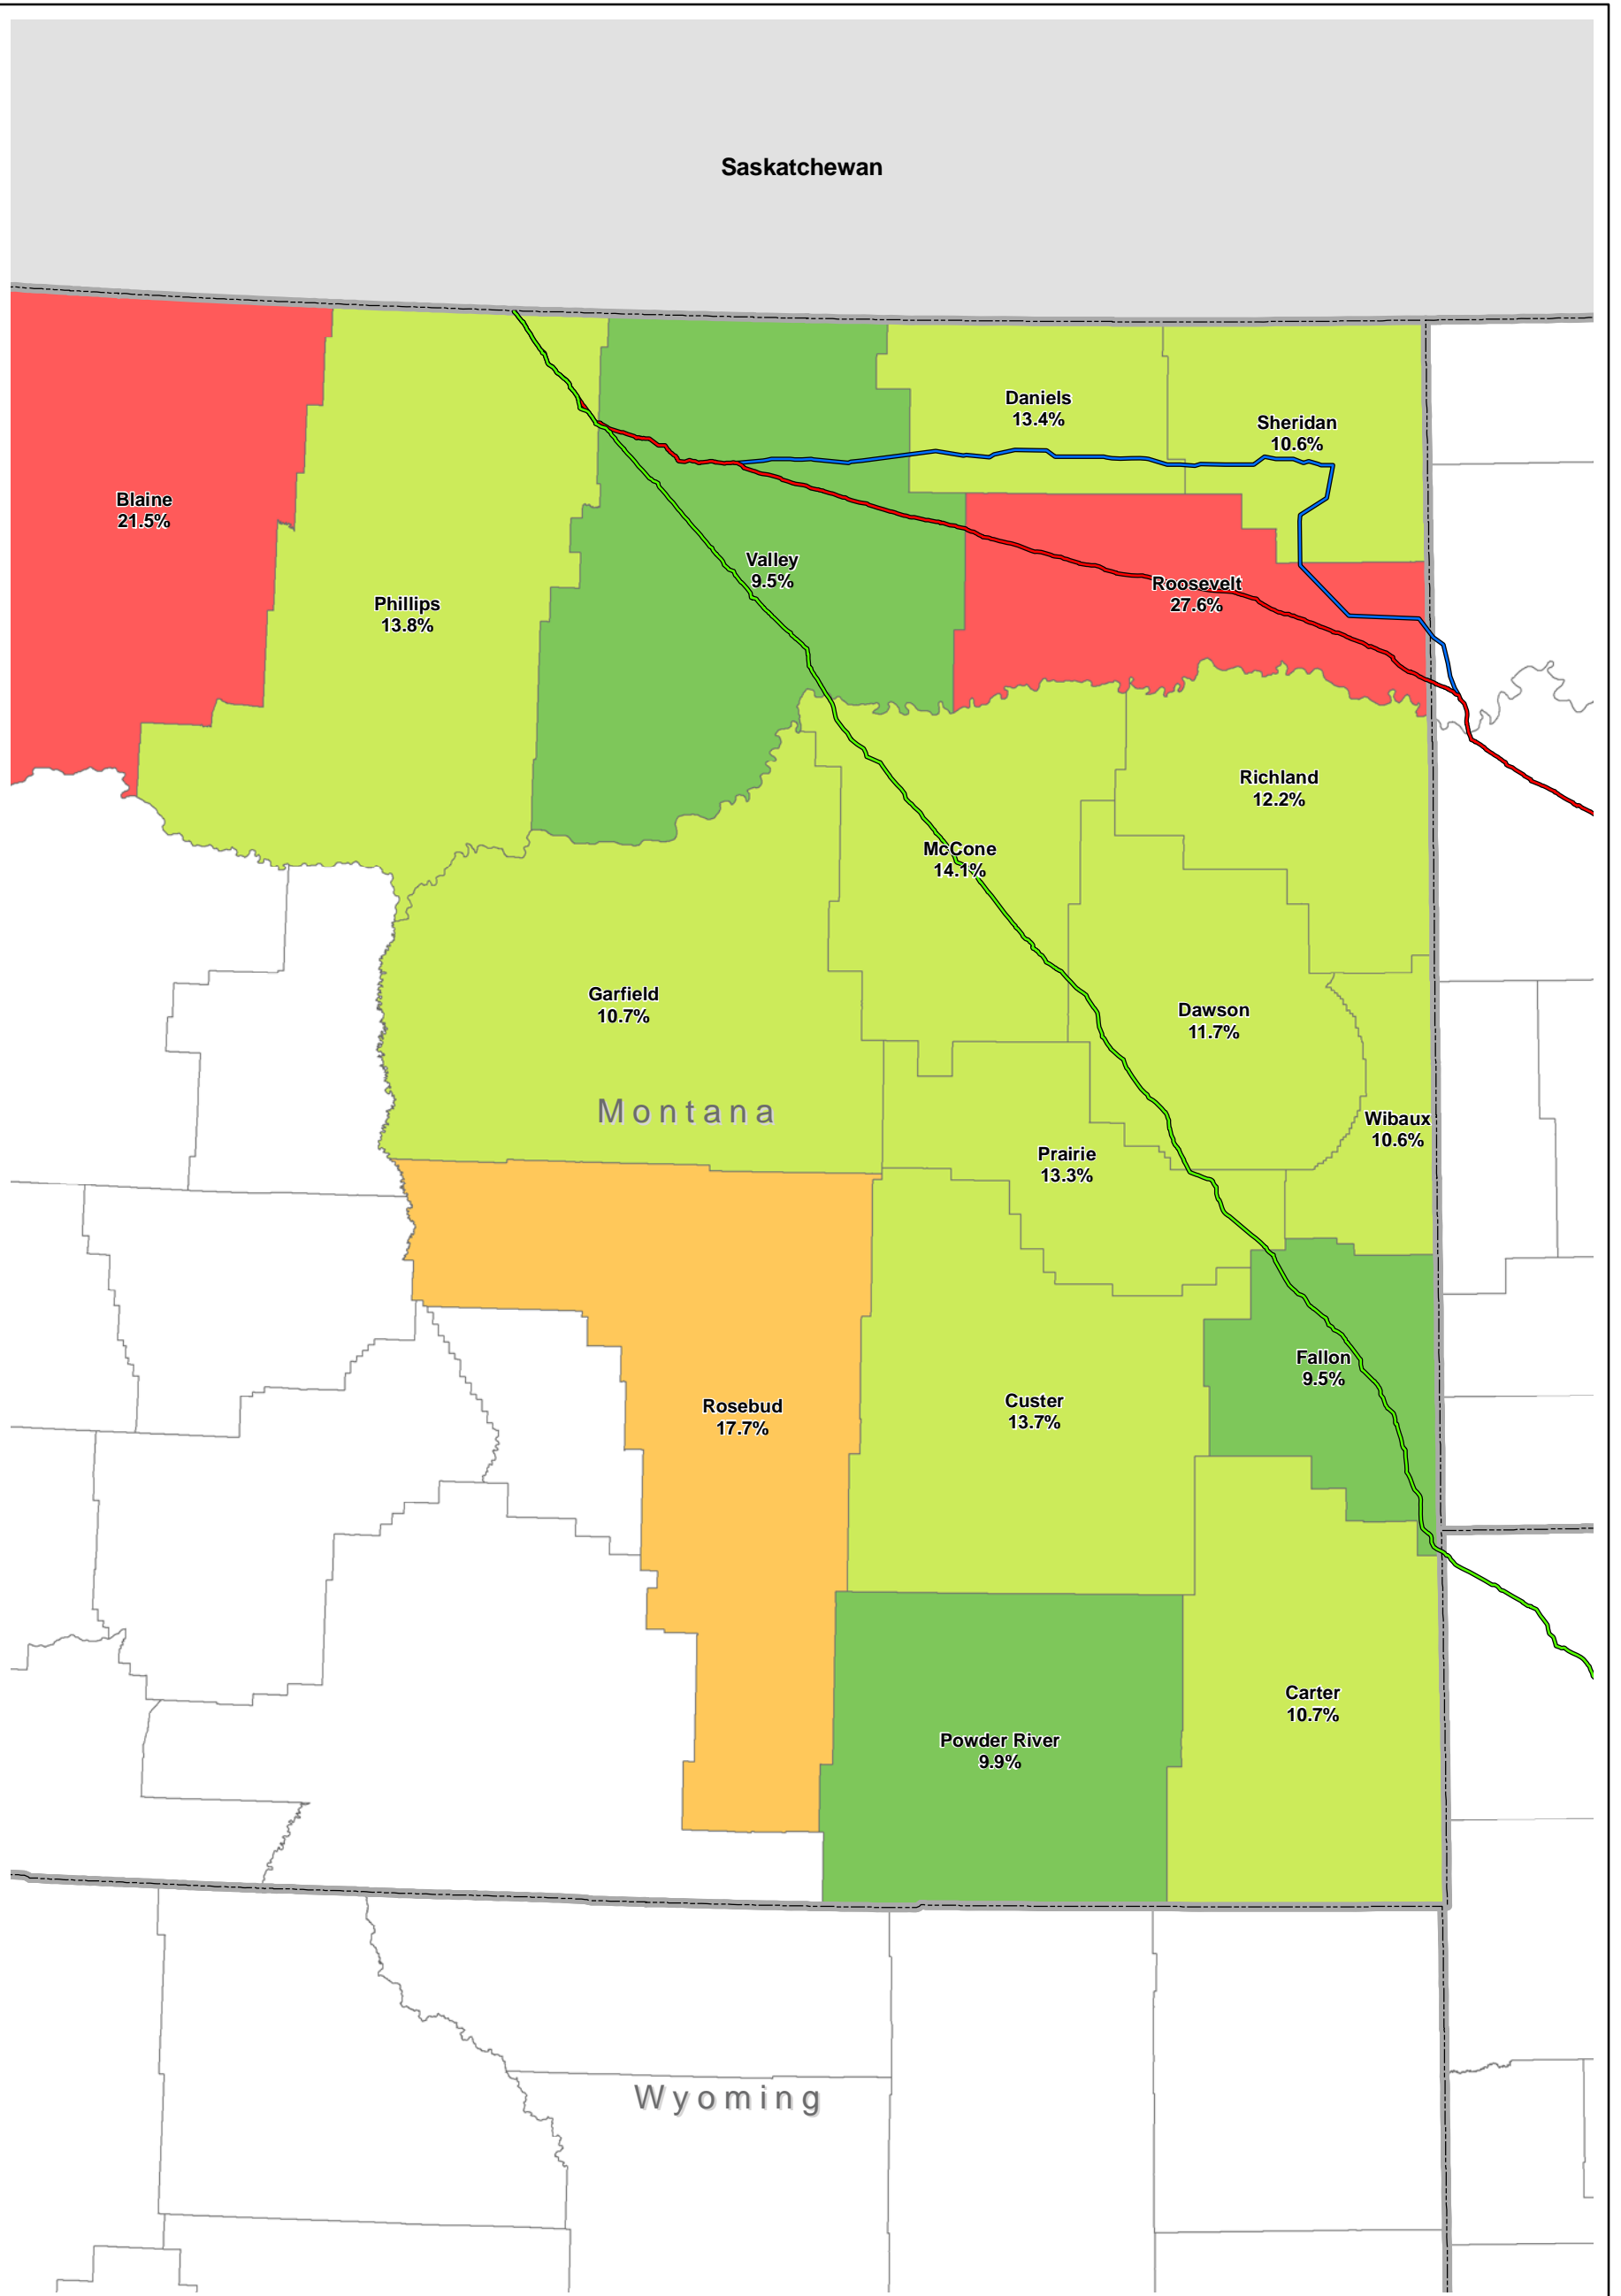 Saskatchewan
Daniels
13.4%
Sheridan
10.6%
Blaine
21.5%
Valley
9.5%
Roosevelt
27.6%
Phillips
13.8%
Richland
12.2%
McCone
14.1%
Garfield
10.7%
Dawson
11.7%
Montana
Wibaux
10.6%
Prairie
13.3%
Fallon
9.5%
Rosebud
17.7%
Custer
13.7%
Carter
10.7%
Powder River
9.9%
Wyoming